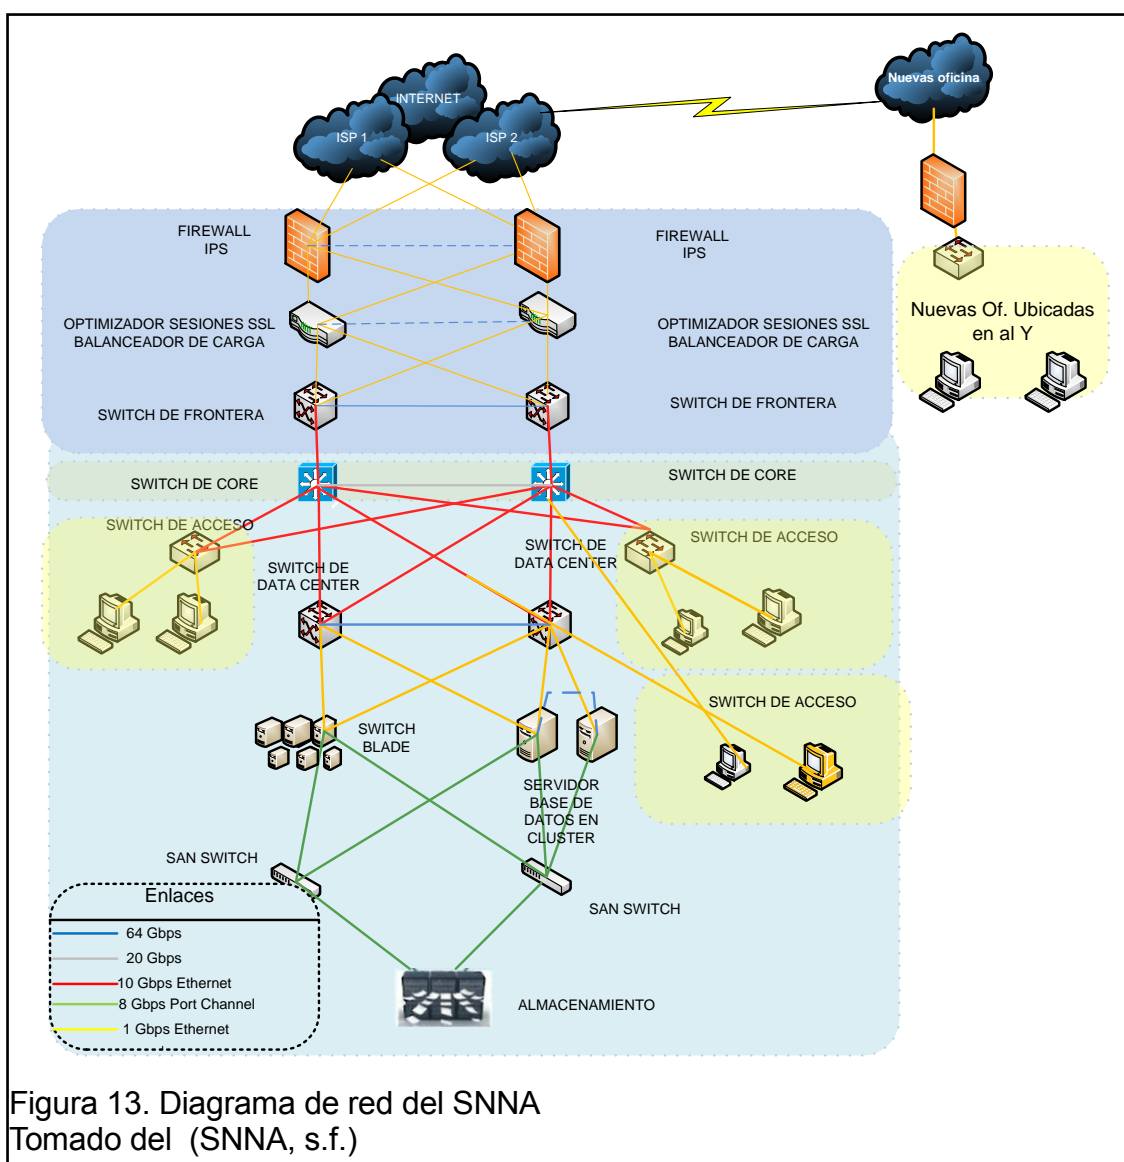 INTERNET
ISP 1
ISP 2
Nuevas oficina
FIREWALL
IPS
FIREWALL
IPS
OPTIMIZADOR SESIONES SSL
BALANCEADOR DE CARGA
OPTIMIZADOR SESIONES SSL
BALANCEADOR DE CARGA
Nuevas Of. Ubicadas
en al Y
SWITCH DE FRONTERA
SWITCH DE FRONTERA
SWITCH DE CORE
SWITCH DE CORE
SWITCH DE ACCESO
SWITCH DE
DATA CENTER
SWITCH DE
DATA CENTER
SWITCH DE ACCESO
SWITCH
BLADE
SWITCH DE ACCESO
SERVIDOR
BASE DE
DATOS EN
CLUSTER
SAN SWITCH
SAN SWITCH
ALMACENAMIENTO
Enlaces
64 Gbps
20 Gbps
10 Gbps Ethernet
8 Gbps Port Channel
1 Gbps Ethernet
Figura 13. Diagrama de red del SNNA
Tomado del (SNNA, s.f.)